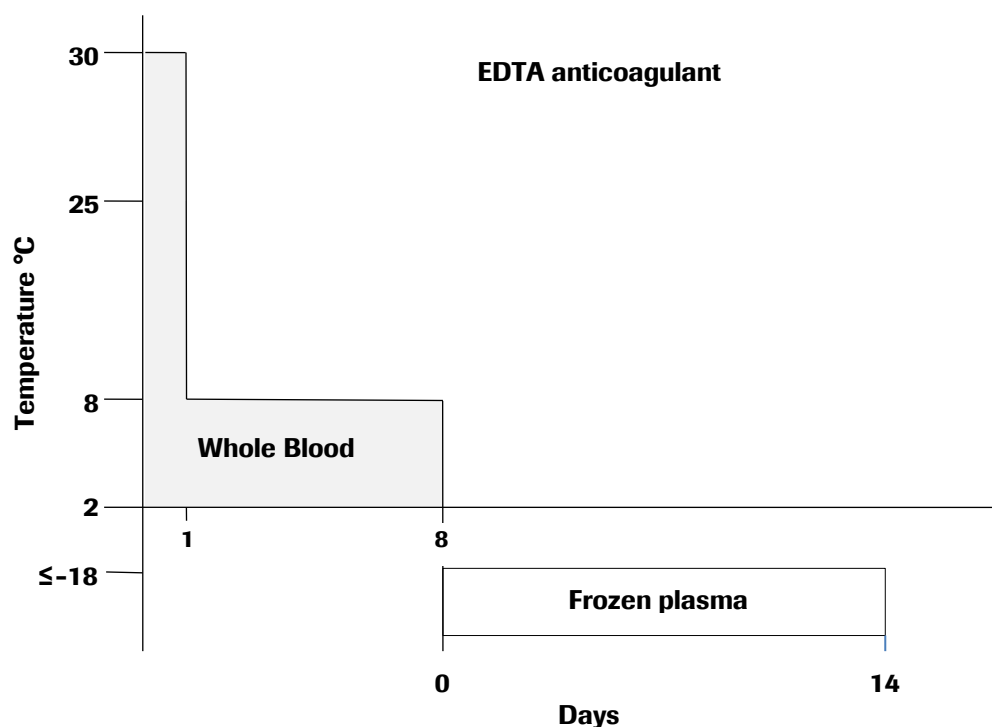 EDTA anticoagulant
30
25
Temperature °C
8
Whole Blood
2
1 8
≤-18
Frozen plasma
0 14
Days